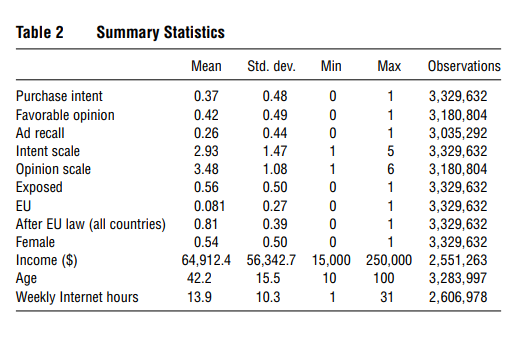 Table 2 Summary Statistics
Mean Std. dev. Min Max Observations
Purchase intent 0.37 0.48 0 1 3,329,632
Favorable opinion 0.42 0.49 0 1 3,180,804
Ad recall 0.26 0.44 0 1 3,035,292
Intent scale 2.93 1.47 1 5 3,329,632
Opinion scale 3.48 1.08 1 6 3,180,804
Exposed 0.56 0.50 0 1 3,329,632
EU 0.081 0.27 0 1 3,329,632
After EU law (all countries) 0.81 0.39 0 1 3,329,632
Female 0.54 0.50 0 1 3,329,632
Income ($) 64,912.4 56,342.7 15,000 250,000 2,551,263
Age 42.2 15.5 10 100 3,283,997
Weekly Internet hours 13.9 10.3 1 31 2,606,978